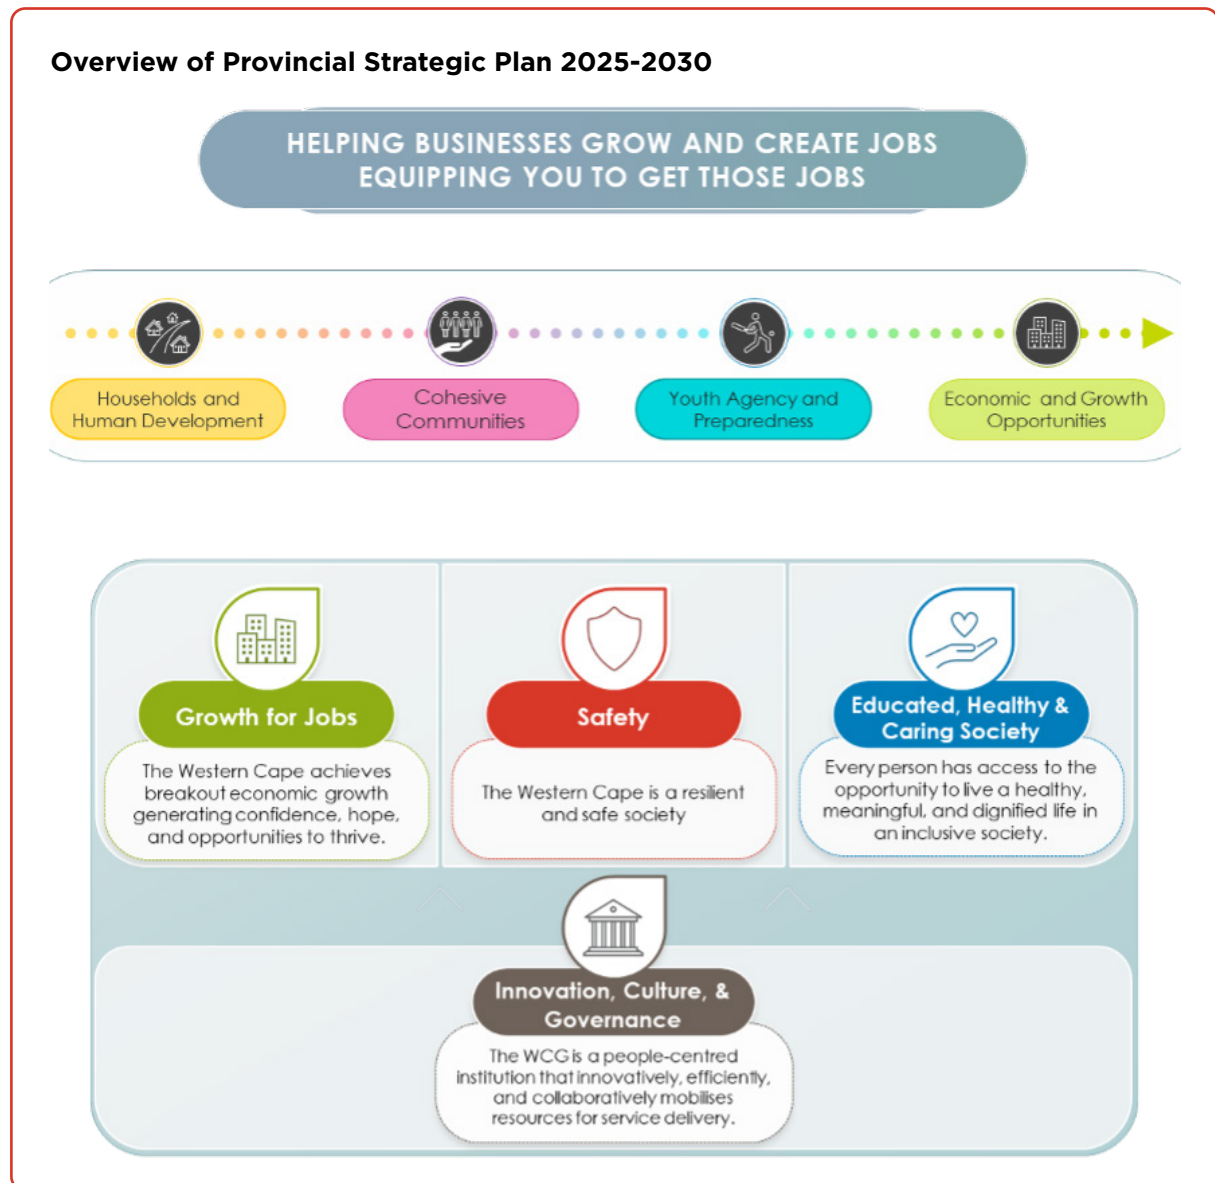 Overview of Provincial Strategic Plan 2025-2030
HELPING BUSINESSES GROW AND CREATE JOBS
EQUIPPING YOU TO GET THOSE JOBS
Households and
Human Development
Cohesive
Communities
Youth Agency and
Preparedness
Economic and Growth
Opportunities
Growth for Jobs
The Western Cape achieves
breakout economic growth
generating confidence, hope,
and opportunities to thrive.
Safety
The Western Cape is a resilient
and safe society
Educated, Healthy &
Caring Society
Every person has access to the
opportunity to live a healthy,
meaningful, and dignified life in
an inclusive society.
Innovation, Culture, &
Governance
The WCG is a people-centred
institution that innovatively, efficiently,
and collaboratively mobilises
resources for service delivery.